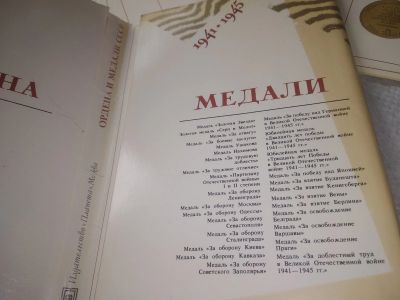 НА
ОРДЕНА И МЕДАЛИ СССР
Издательство «Планета» Москва
1941·1945
МЕДАЛИ
Медаль «Золотая Звезда»
Золотая медаль «Серп и Молот»
Медаль «За отвагу»
Медаль «За боевые заслуги»
Медаль Ушакова
Медаль Нахимова
Медаль «За трудовую
доблесть»
Медаль «За трудовое отличие»
Медаль «Партизану
Отечественной войны»
I и II степени
Медаль «За оборону
Ленинграда»
Медаль «За оборону Москвы»
Медаль «За оборону Одессы»
Медаль «За оборону
Севастополя»
Медаль «За оборону
Сталинграда»
Медаль «За оборону Киева»
Медаль «За оборону Кавказа»
Медаль «За оборону
Советского Заполярья»
Медаль «За победу над Германией
в Великой Отечественной войне
1941—1945 гг.»
Юбилейная медаль
«Двадцать лет Победы
в Великой Отечественной войне
1941—1945 гг.»
Юбилейная медаль
«Тридцать лет Победы
в Великой Отечественной войне
1941—1945 гг.»
Медаль «За победу над Японией»
Медаль «За взятие Будапешта»
Медаль «За взятие Кенигсберга»
Медаль «За взятие Вены»
Медаль «За взятие Берлина»
Медаль «За освобождение
Белграда»
Медаль «За освобождение
Варшавы»
Медаль «За освобождение
Праги»
Медаль «За доблестный труд
в Великой Отечественной войне
1941—1945 гг.»